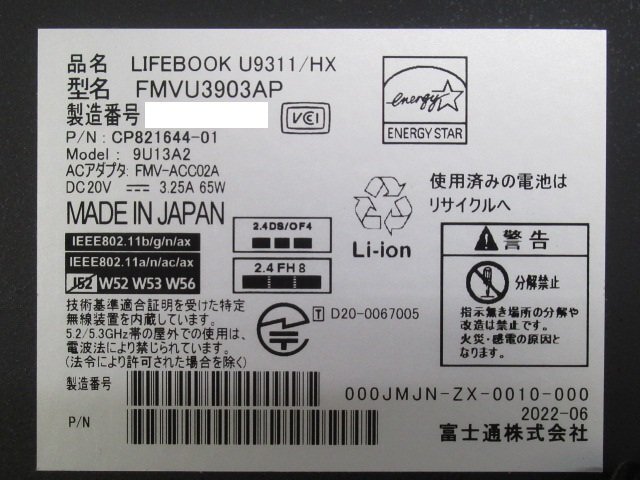 品名 LIFEBOOK U9311/HX
型名 FMVU3903AP
製造番号
P/N : CP821644-01
Model : 9U13A2
ACアダプタ: FMV-ACC02A
DC20V 3.25A 65W
MADE IN JAPAN
VCI
energy
ENERGY STAR
IEEE802.11b/g/n/ax
IEEE802.11a/n/ac/ax
J52 W52 W53 W56
2.4DS/OF4
2.4FH8
Li-ion
使用済みの電池は
リサイクルへ
警告
分解禁止
指示無き場所の分解や
改造は禁止です。
火災・感電の原因と
なります。
技術基準適合証明を受けた特定
無線装置を内蔵しています。
5.2/5.3GHz帯の屋外での使用は、
電波法により禁じられています。
(法令により許可された場合を除く)
T D20-0067005
製造番号
P/N
000JMJN-ZX-0010-000
2022-06
富士通株式会社